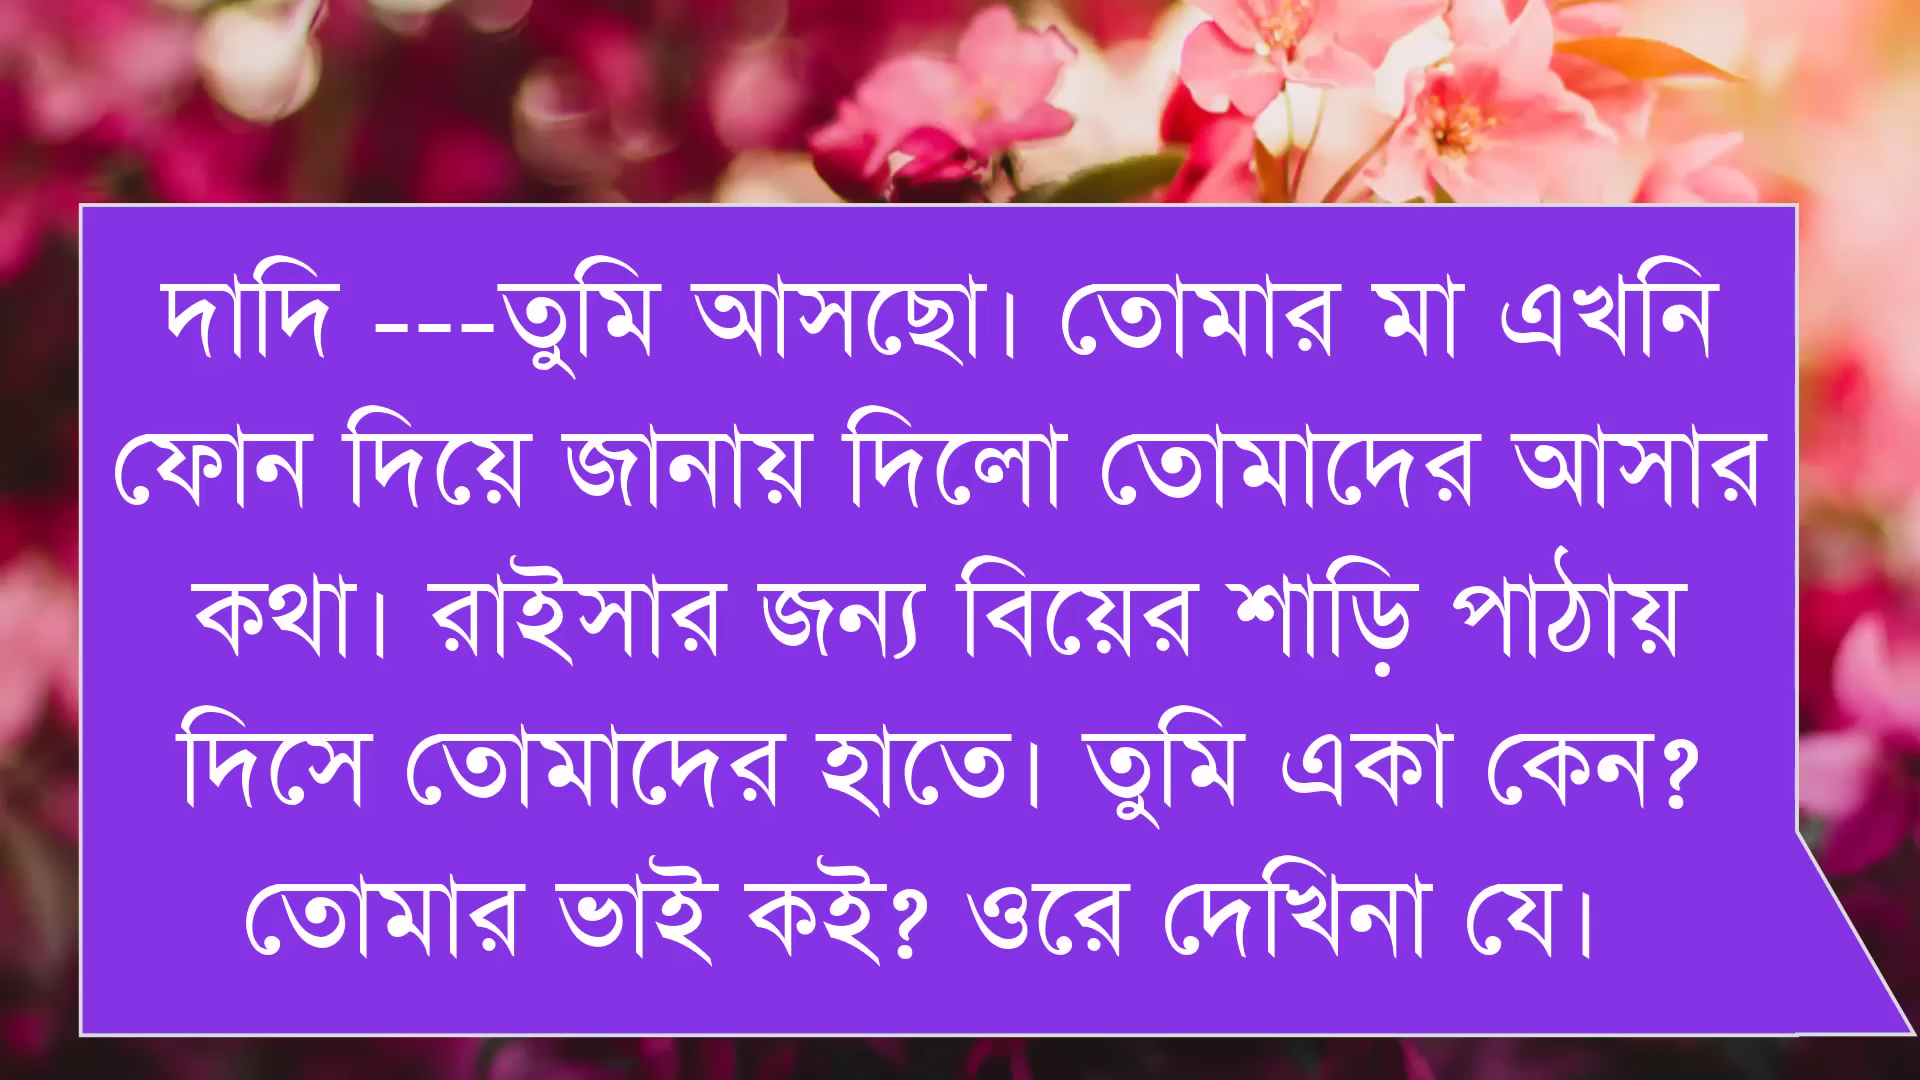 দাদি ---তুমি আসছো। তোমার মা এখনি
ফোন দিয়ে জানায় দিলো তোমাদের আসার
কথা। রাইসার জন্য বিয়ের শাড়ি পাঠায়
দিসে তোমাদের হাতে। তুমি একা কেন?
তোমার ভাই কই? ওরে দেখিনা যে।